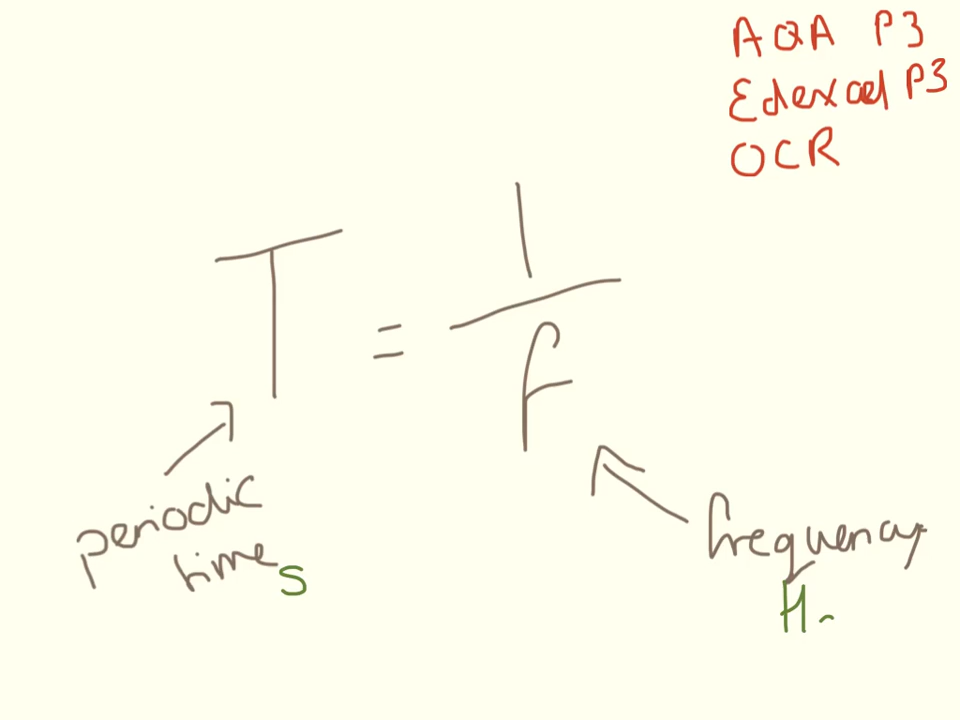 AQA P3
Edexcel P3
OCR
T = 1/f
periodic
time s
frequency
H